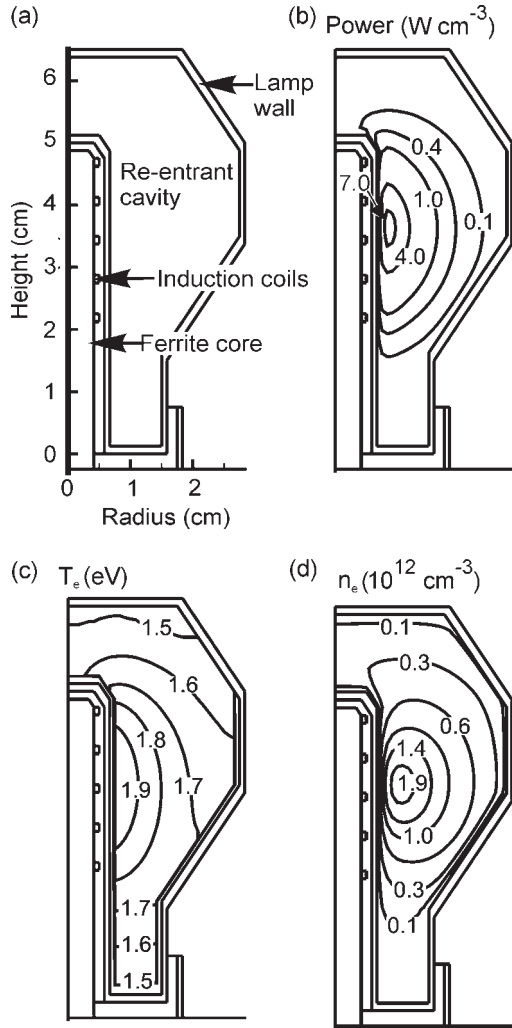 (a)
6
5
4
3
2
1
0
Height (cm)
0 1 2
Radius (cm)
Lamp
wall
Re-entrant
cavity
Induction coils
Ferrite core
(b) Power (W cm-3)
0.4
7.0
1.0
0.1
4.0
(c) Te (eV)
1.5
1.6
1.8
1.9
1.7
1.7
1.6
1.5
(d) ne (10^12 cm-3)
0.1
0.3
0.6
1.4
1.9
1.0
0.3
0.1